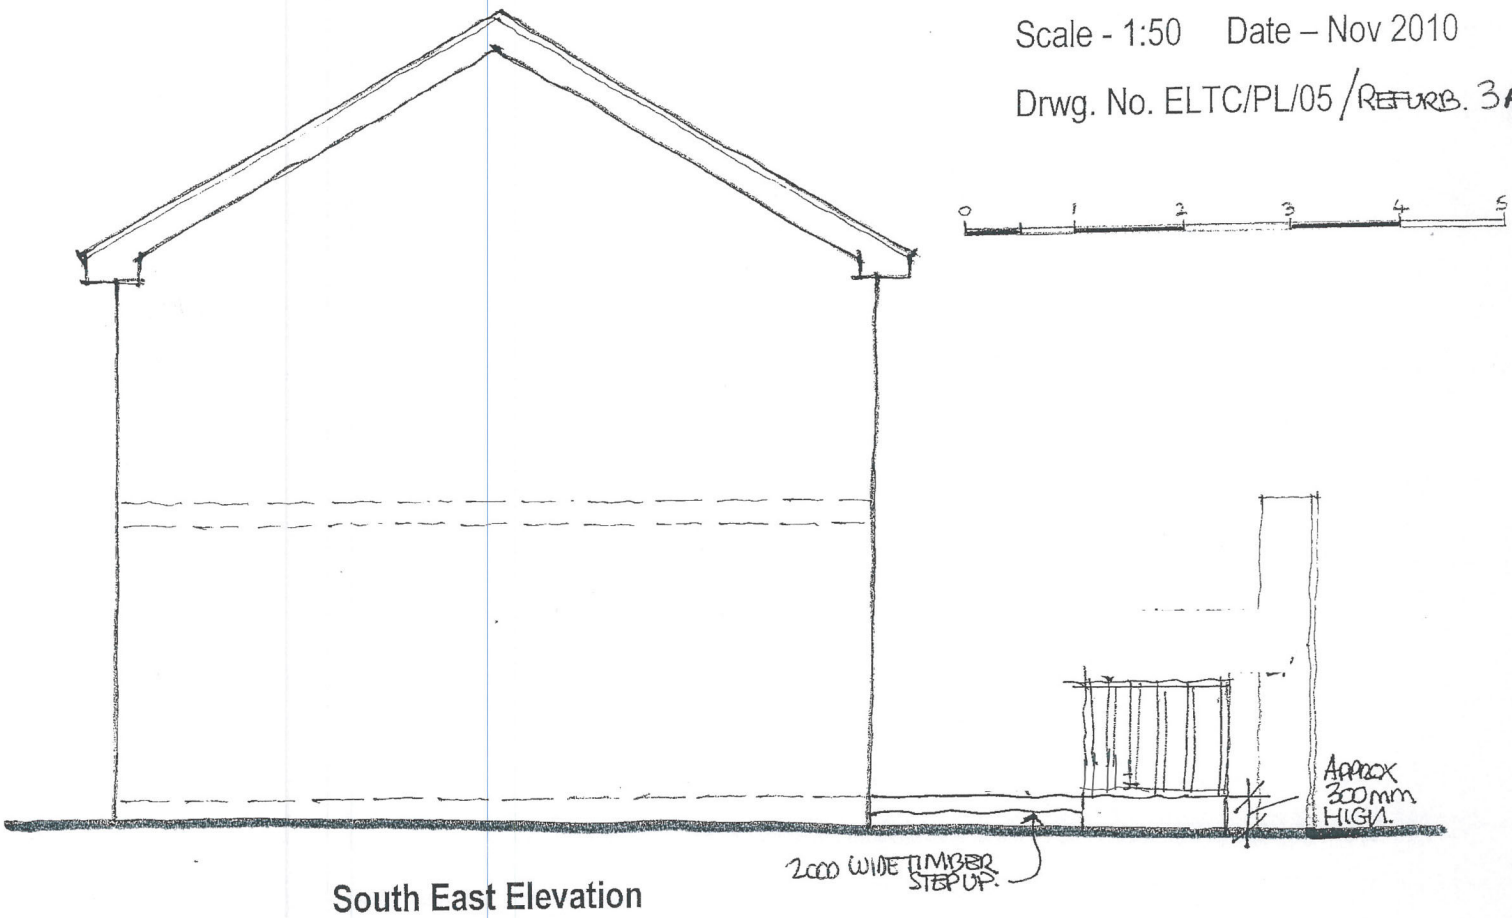 Scale - 1:50 Date – Nov 2010
Drwg. No. ELTC/PL/05 / REFURB. 3A
0 1 2 3 4 5
APPROX
300mm
HIGH.
2000 WIDE TIMBER
STEP UP.
South East Elevation